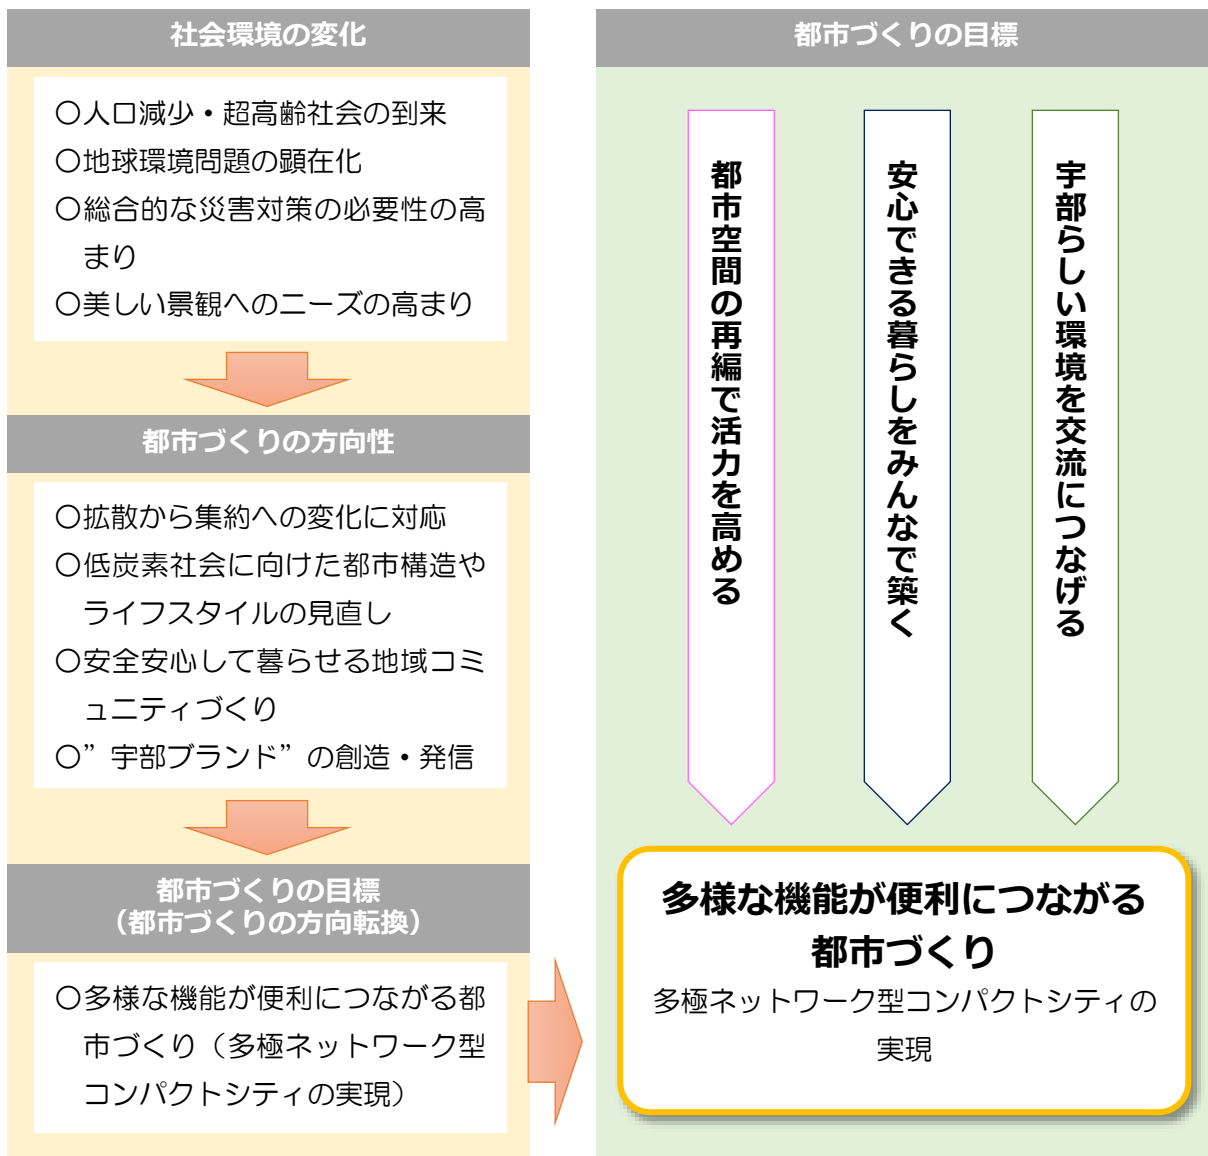 社会環境の変化
〇人口減少・超高齢社会の到来
〇地球環境問題の顕在化
〇総合的な災害対策の必要性の高
まり
〇美しい景観へのニーズの高まり
都市づくりの方向性
〇拡散から集約への変化に対応
〇低炭素社会に向けた都市構造や
ライフスタイルの見直し
〇安全安心して暮らせる地域コミ
ュニティづくり
〇”宇部ブランド”の創造・発信
都市づくりの目標
（都市づくりの方向転換）
〇多様な機能が便利につながる都
市づくり（多極ネットワーク型
コンパクトシティの実現）
都市づくりの目標
宇部らしい環境を交流につなげる
安心できる暮らしをみんなで築く
都市空間の再編で活力を高める
多様な機能が便利につながる
都市づくり
多極ネットワーク型コンパクトシティの
実現